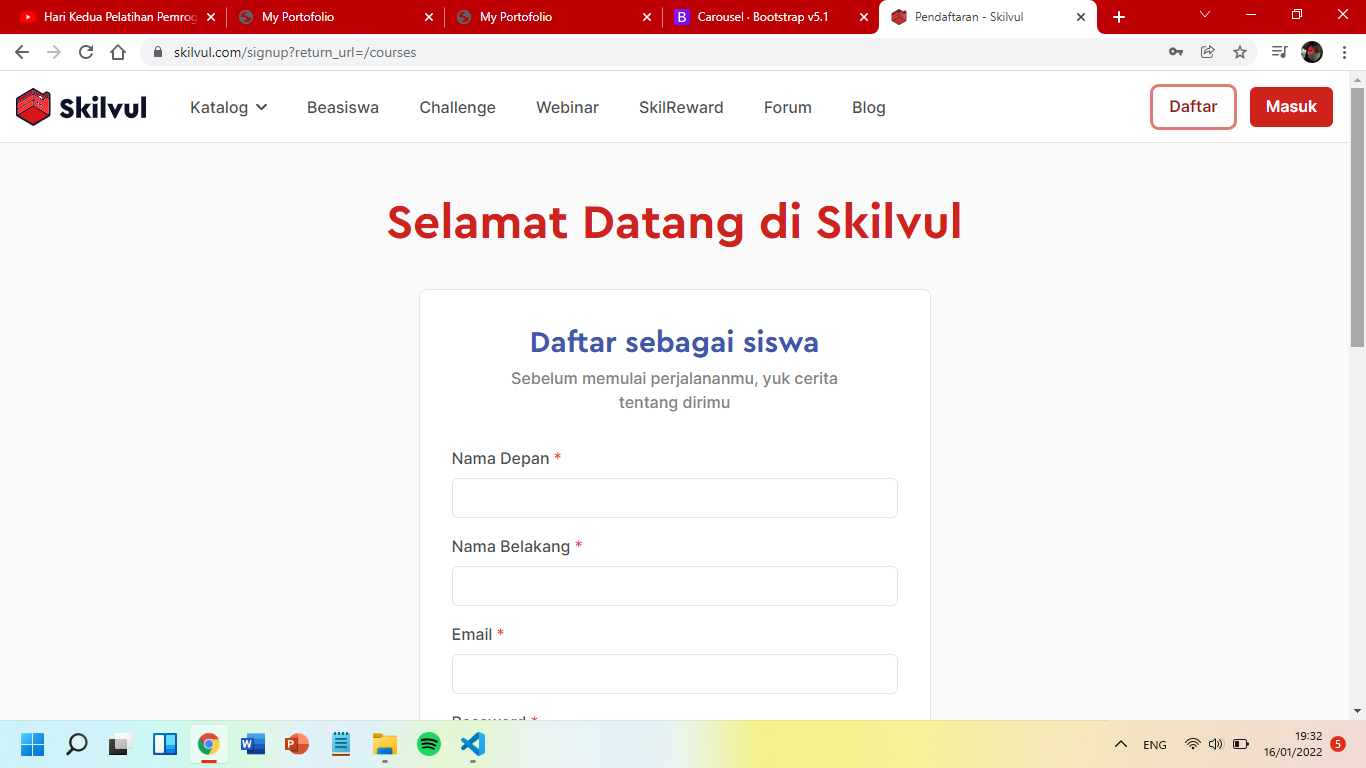 Hari Kedua Pelatihan Pemrog
My Portofolio
My Portofolio
Carousel · Bootstrap v5.1
Pendaftaran - Skilvul
skilvul.com/signup?return_url=/courses
Skilvul
Katalog
Beasiswa
Challenge
Webinar
SkilReward
Forum
Blog
Daftar
Masuk
Selamat Datang di Skilvul
Daftar sebagai siswa
Sebelum memulai perjalananmu, yuk cerita
tentang dirimu
Nama Depan *
Nama Belakang *
Email *
Password *
ENG
19:32
16/01/2022
5